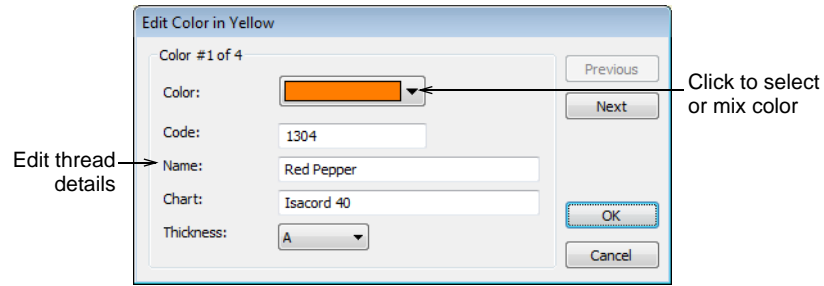 Edit Color in Yellow
Color #1 of 4
Previous
Color:
Click to select
or mix color
Next
Code:
1304
Edit thread
details
Name:
Red Pepper
Chart:
Isacord 40
OK
Thickness:
A
Cancel